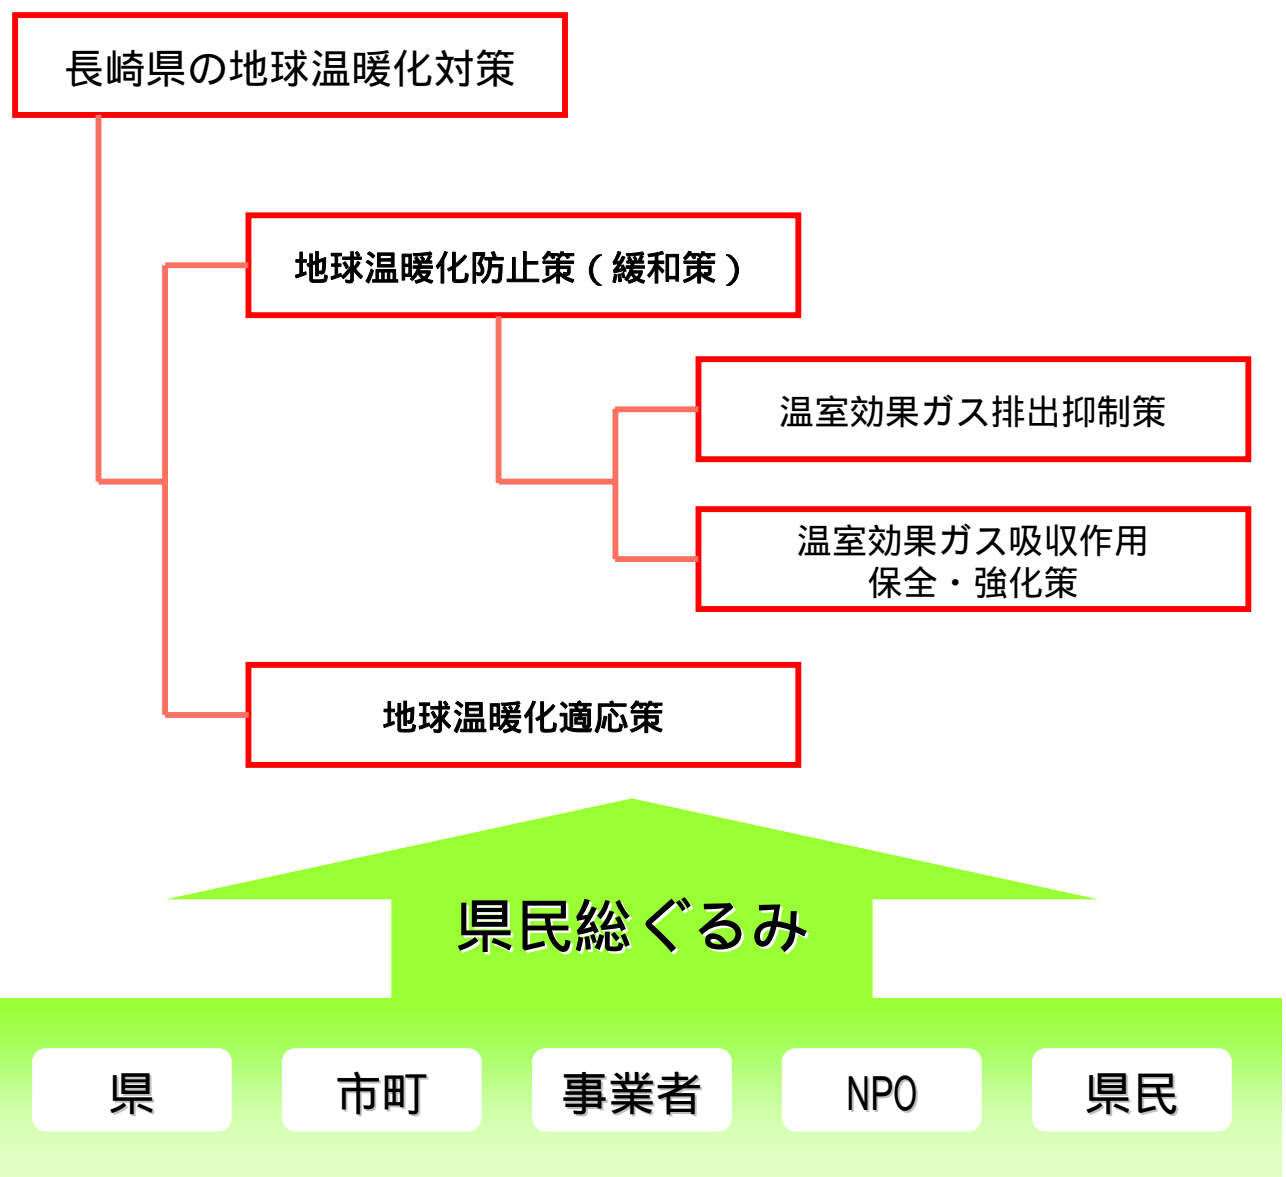 長崎県の地球温暖化対策
地球温暖化防止策（緩和策）
温室効果ガス排出抑制策
温室効果ガス吸収作用
保全・強化策
地球温暖化適応策
県民総ぐるみ
県
市町
事業者
NPO
県民